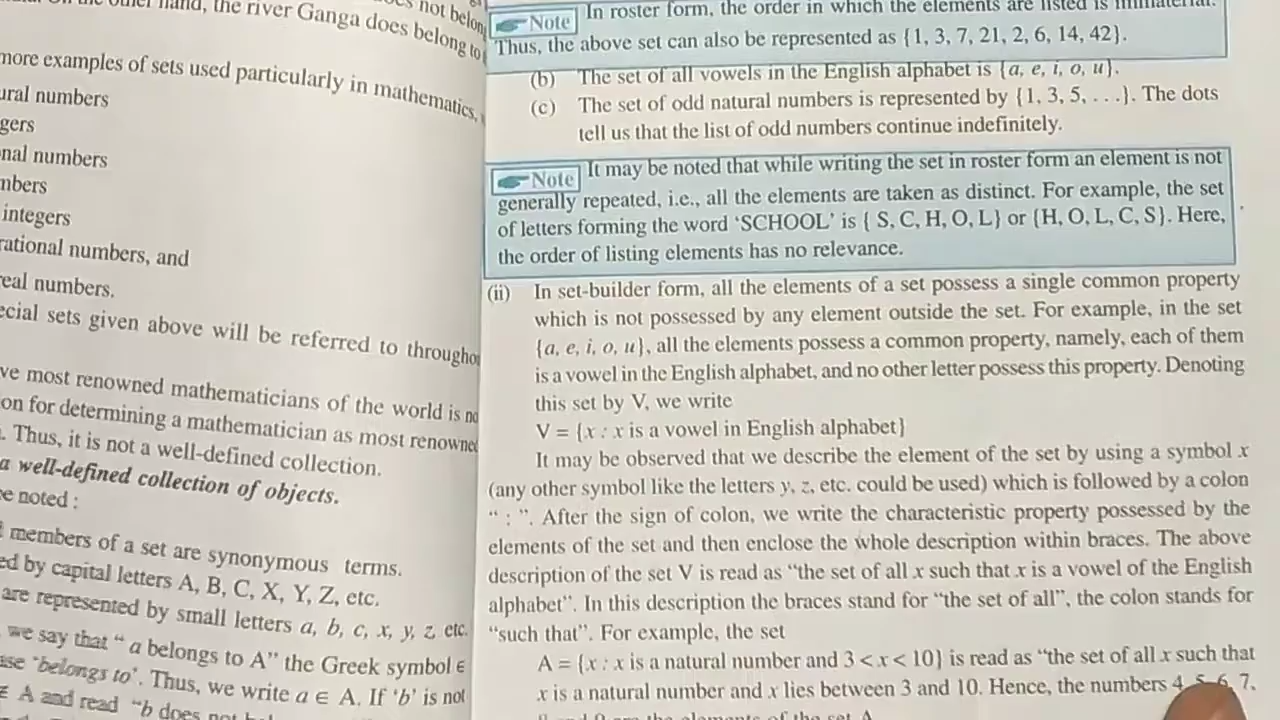 not belong
the river Ganga does belong to
more examples of sets used particularly in mathematics,
numbers
numbers
integers
numbers, and
numbers.
sets given above will be referred to
most renowned mathematicians of the world is
for determining a mathematician as most
. Thus, it is not a well-defined collection.
a well-defined collection of objects.
noted :
members of a set are synonymous terms.
by capital letters A, B, C, X, Y, Z, etc.
are represented by small letters a, b, c, x, y, z, etc.
we say that “ a belongs to A” the Greek symbol ∈
‘belongs to’. Thus, we write a ∈ A. If ‘b’ is not
A and read “b does not
Note In roster form, the order in which the elements are listed is immaterial.
Thus, the above set can also be represented as {1, 3, 7, 21, 2, 6, 14, 42}.
(b) The set of all vowels in the English alphabet is {a, e, i, o, u}.
(c) The set of odd natural numbers is represented by {1, 3, 5, . . .}. The dots
tell us that the list of odd numbers continue indefinitely.
Note It may be noted that while writing the set in roster form an element is not
generally repeated, i.e., all the elements are taken as distinct. For example, the set
of letters forming the word ‘SCHOOL’ is { S, C, H, O, L} or {H, O, L, C, S}. Here,
the order of listing elements has no relevance.
(ii) In set-builder form, all the elements of a set possess a single common property
which is not possessed by any element outside the set. For example, in the set
{a, e, i, o, u}, all the elements possess a common property, namely, each of them
is a vowel in the English alphabet, and no other letter possess this property. Denoting
this set by V, we write
V = {x : x is a vowel in English alphabet}
It may be observed that we describe the element of the set by using a symbol x
(any other symbol like the letters y, z, etc. could be used) which is followed by a colon
“ : ”. After the sign of colon, we write the characteristic property possessed by the
elements of the set and then enclose the whole description within braces. The above
description of the set V is read as “the set of all x such that x is a vowel of the English
alphabet”. In this description the braces stand for “the set of all”, the colon stands for
“such that”. For example, the set
A = {x : x is a natural number and 3 < x < 10} is read as “the set of all x such that
x is a natural number and x lies between 3 and 10. Hence, the numbers 4, 5, 6, 7,
are the elements of the set A